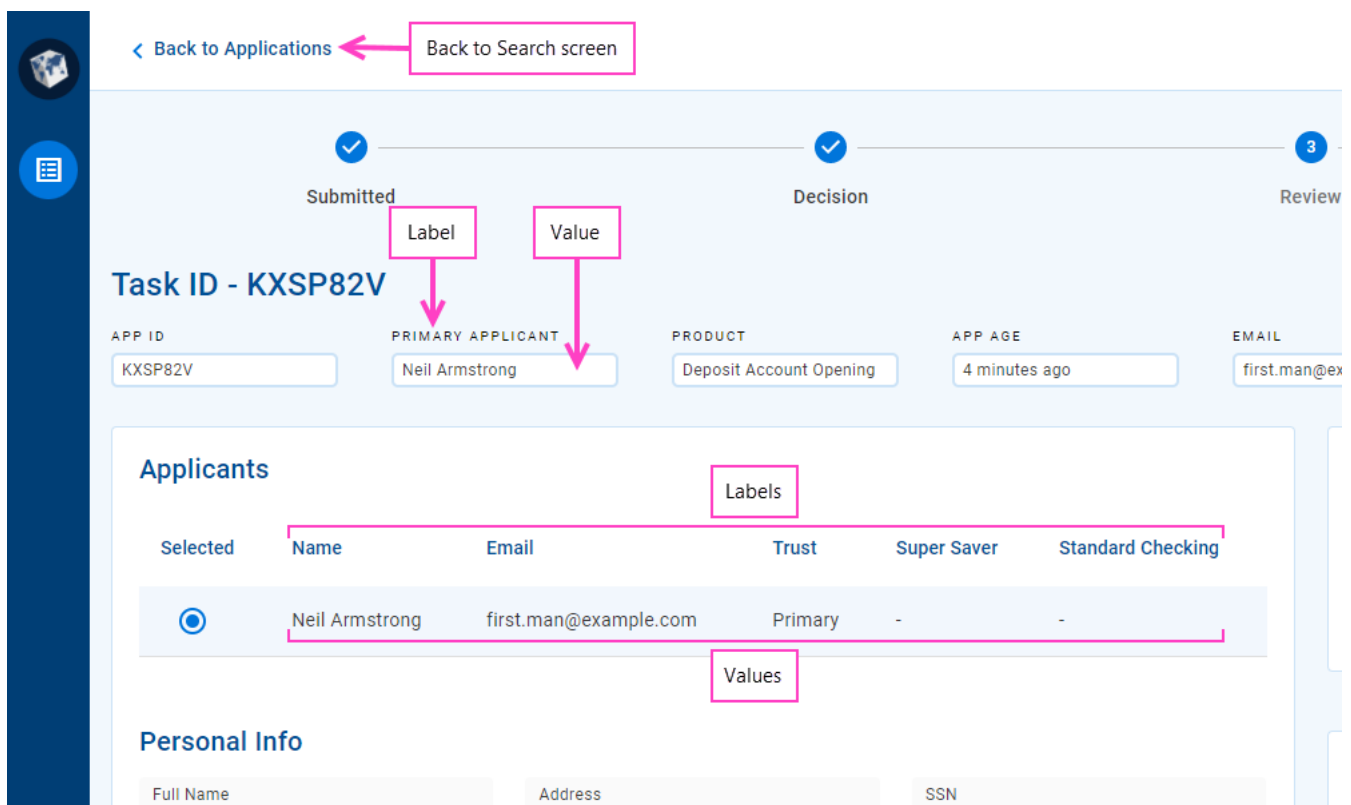 Back to Applications
Back to Search screen
3
Submitted
Decision
Review
Label
Value
Task ID - KXSP82V
APP ID
PRIMARY APPLICANT
PRODUCT
APP AGE
EMAIL
KXSP82V
Neil Armstrong
Deposit Account Opening
4 minutes ago
first.man@ex
Applicants
Labels
Selected
Name
Email
Trust
Super Saver
Standard Checking
Neil Armstrong
first.man@example.com
Primary
-
-
Values
Personal Info
Full Name
Address
SSN